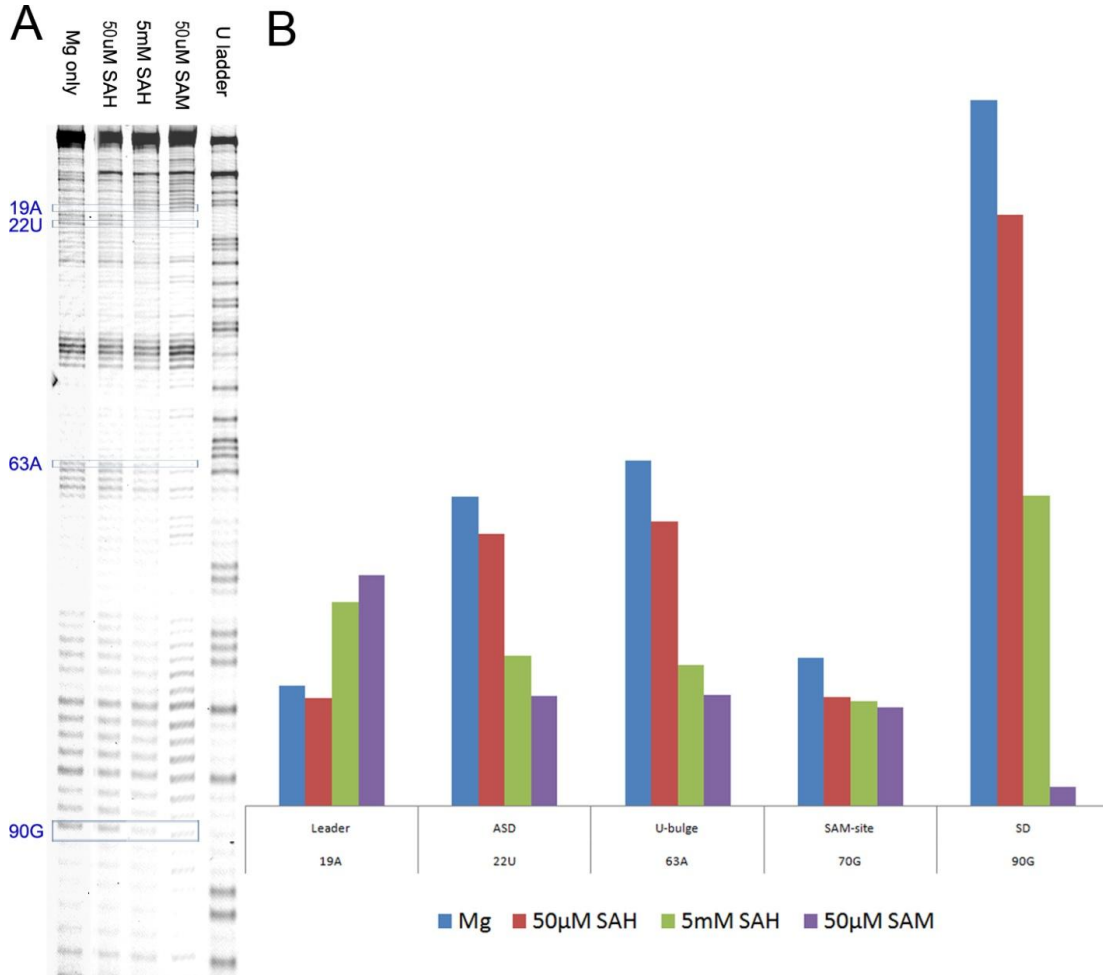 A
B
Mg only
50uM SAH
5mM SAH
50uM SAM
U ladder
19A
22U
63A
90G
Leader ASD U-bulge SAM-site SD
19A 22U 63A 70G 90G
Mg 50µM SAH 5mM SAH 50µM SAM